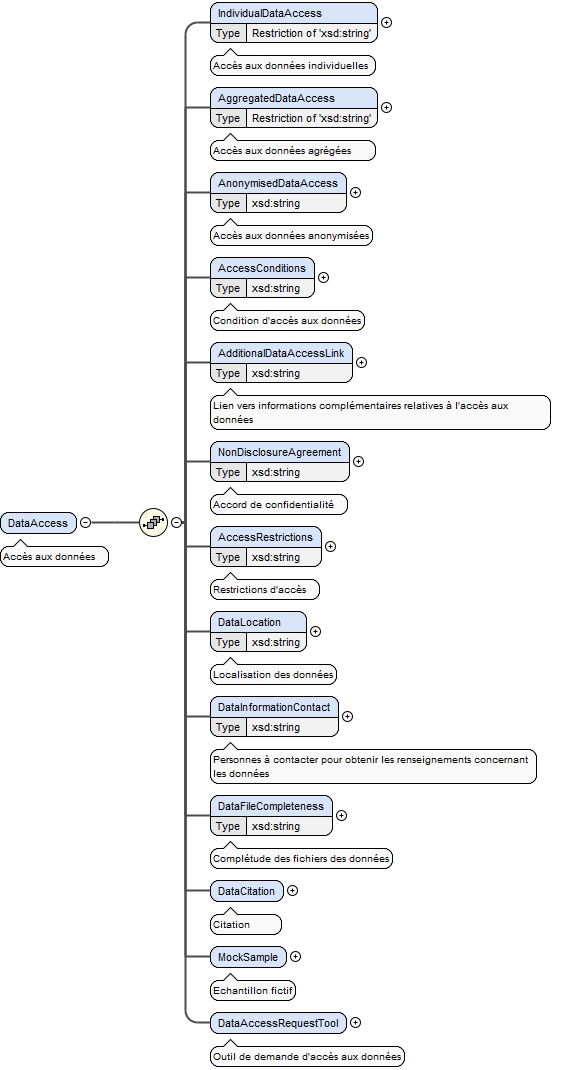 IndividualDataAccess
Type Restriction of 'xsd:string'
Accès aux données individuelles
AggregatedDataAccess
Type Restriction of 'xsd:string'
Accès aux données agrégées
AnonymisedDataAccess
Type xsd:string
Accès aux données anonymisées
AccessConditions
Type xsd:string
Condition d'accès aux données
AdditionalDataAccessLink
Type xsd:string
Lien vers informations complémentaires relatives à l'accès aux
données
NonDisclosureAgreement
Type xsd:string
Accord de confidentialité
DataAccess
Accès aux données
AccessRestrictions
Type xsd:string
Restrictions d'accès
DataLocation
Type xsd:string
Localisation des données
DataInformationContact
Type xsd:string
Personnes à contacter pour obtenir les renseignements concernant
les données
DataFileCompleteness
Type xsd:string
Complétude des fichiers des données
DataCitation
Citation
MockSample
Echantillon fictif
DataAccessRequestTool
Outil de demande d'accès aux données